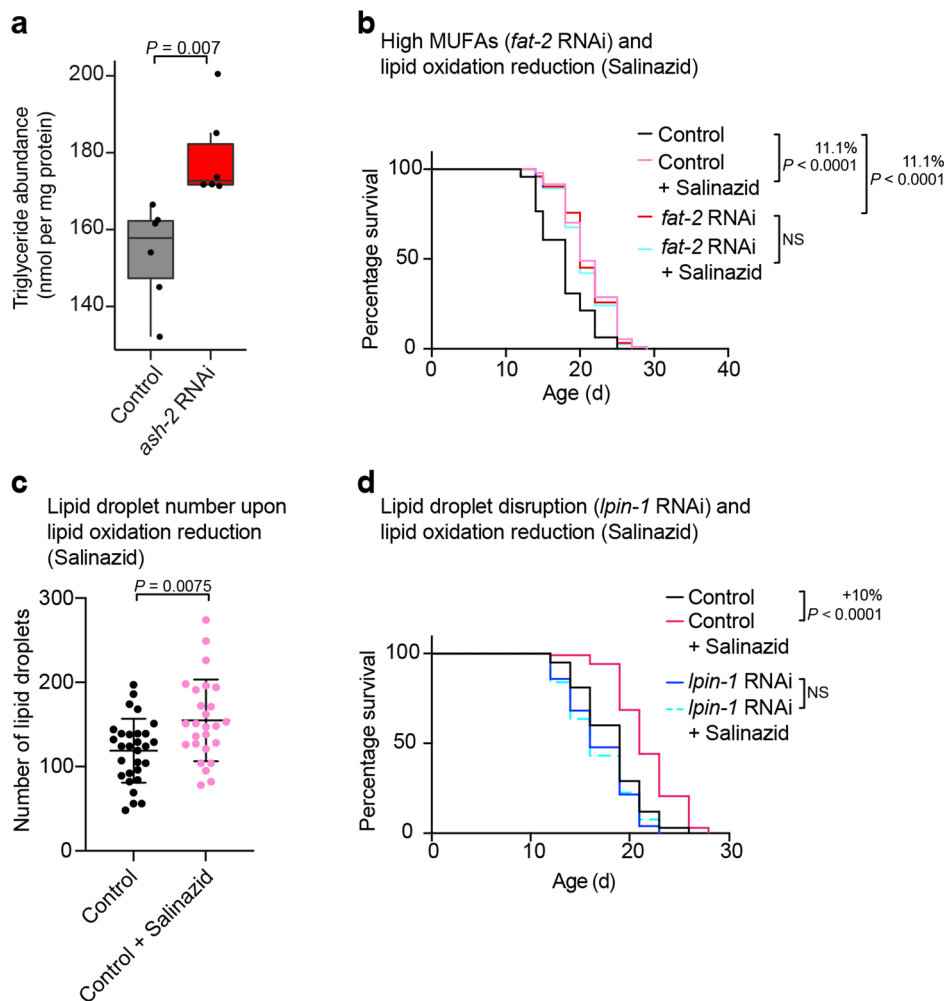 a
P = 0.007
Triglyceride abundance
(nmol per mg protein)
200
180
160
140
Control
ash-2 RNAi
b
High MUFAs (fat-2 RNAi) and
lipid oxidation reduction (Salinazid)
Control
Control
+ Salinazid
fat-2 RNAi
fat-2 RNAi
+ Salinazid
11.1%
P < 0.0001
11.1%
P < 0.0001
NS
Percentage survival
100
50
0
0
10
20
30
40
Age (d)
c
Lipid droplet number upon
lipid oxidation reduction
(Salinazid)
P = 0.0075
Number of lipid droplets
300
200
100
0
Control
Control + Salinazid
d
Lipid droplet disruption (lpin-1 RNAi) and
lipid oxidation reduction (Salinazid)
Control
Control
+ Salinazid
lpin-1 RNAi
lpin-1 RNAi
+ Salinazid
+10%
P < 0.0001
NS
Percentage survival
100
50
0
0
10
20
30
Age (d)